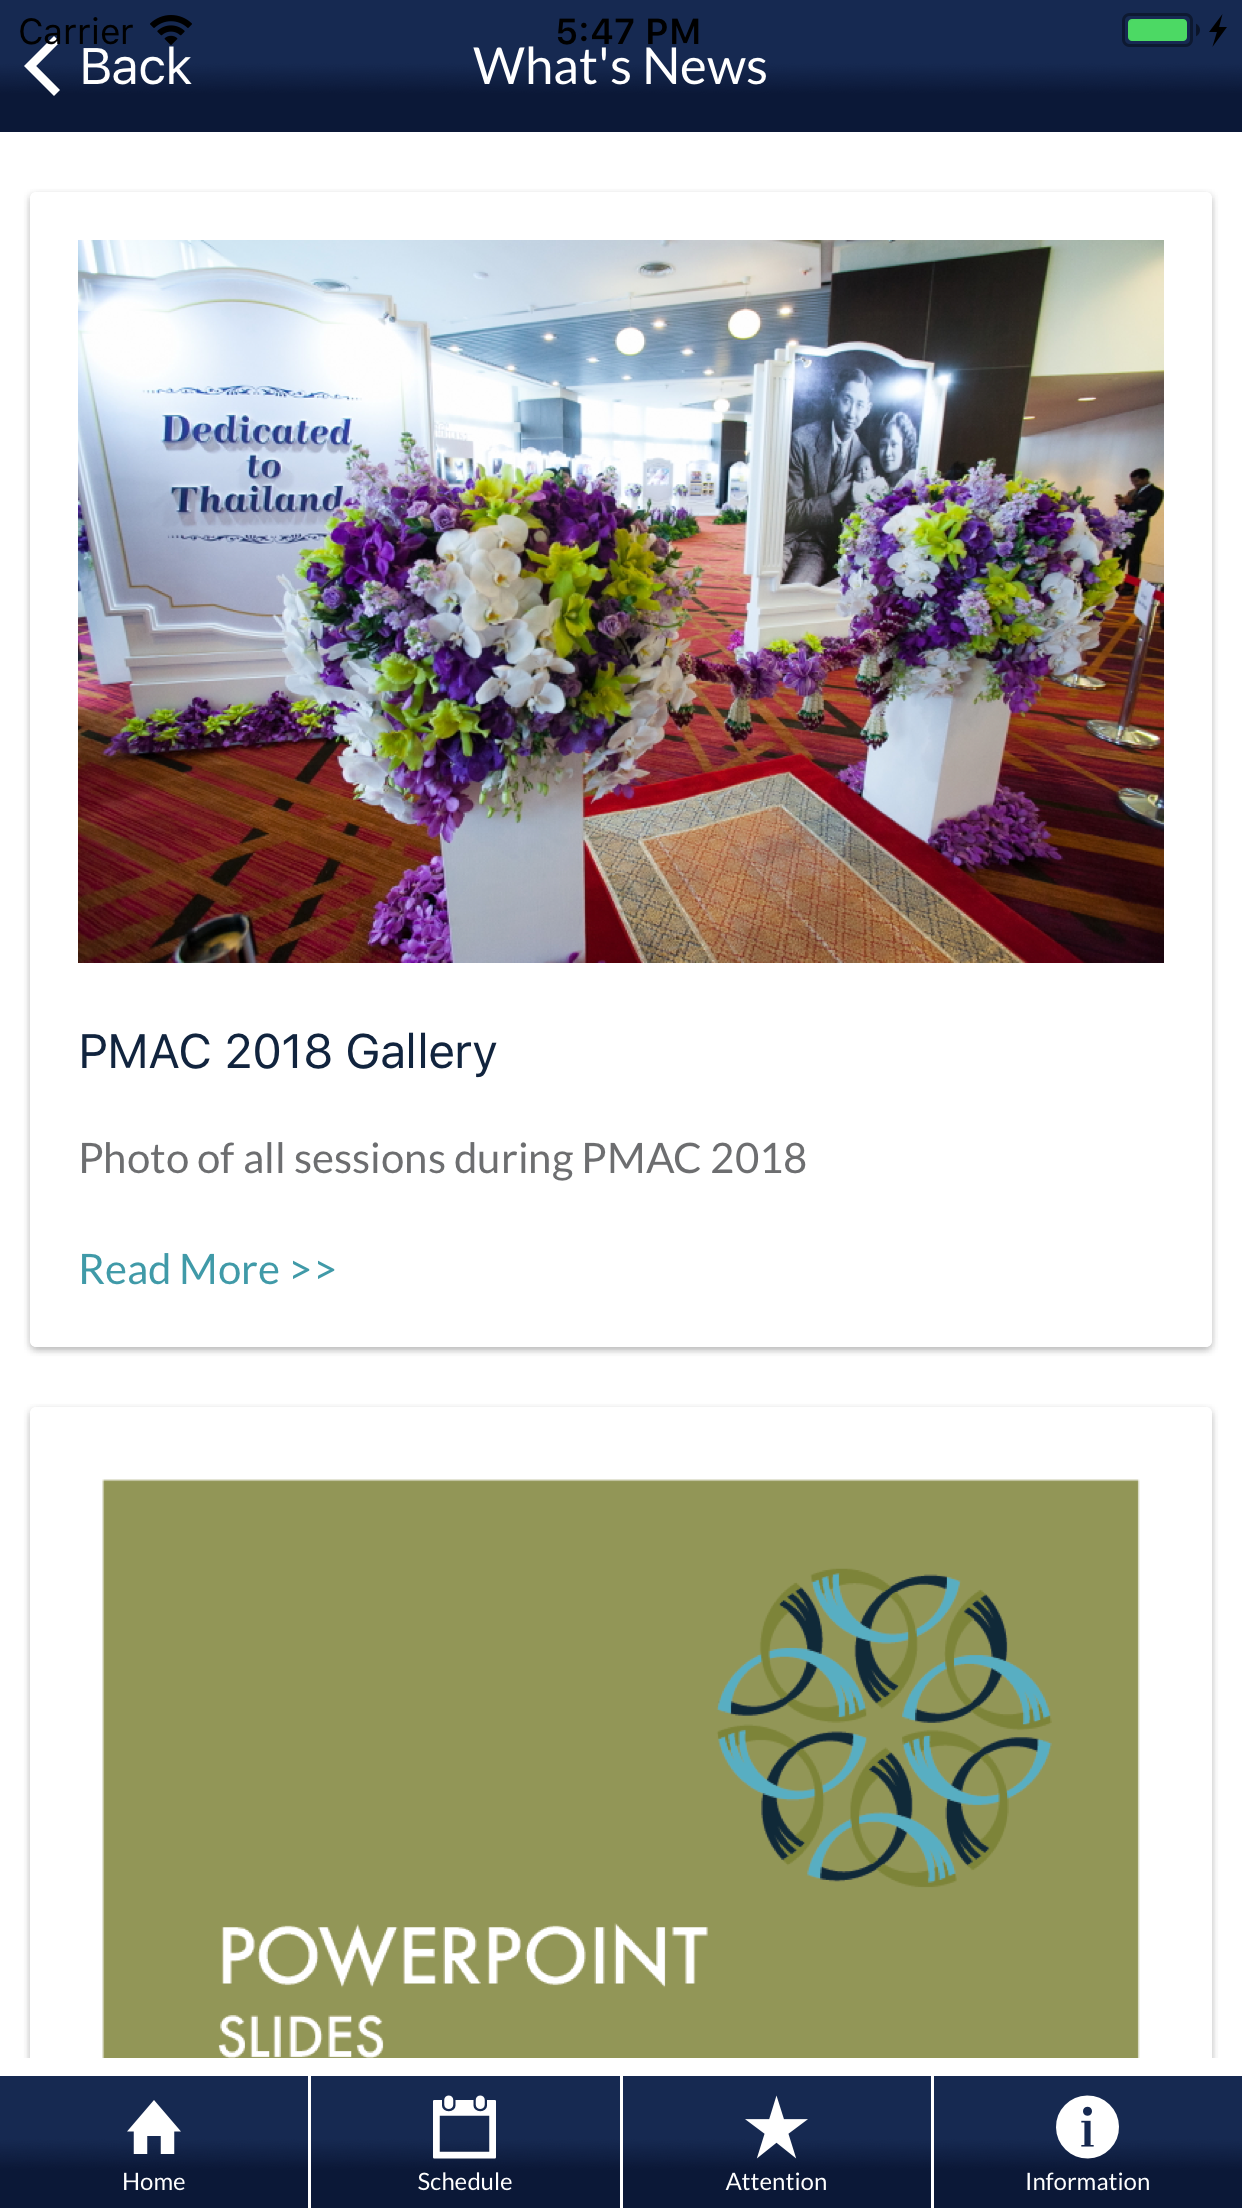 Carrier 5:47 PM
Back
What's News
Dedicated
to
Thailand
PMAC 2018 Gallery
Photo of all sessions during PMAC 2018
Read More >>
POWERPOINT
SLIDES
Home
Schedule
Attention
Information